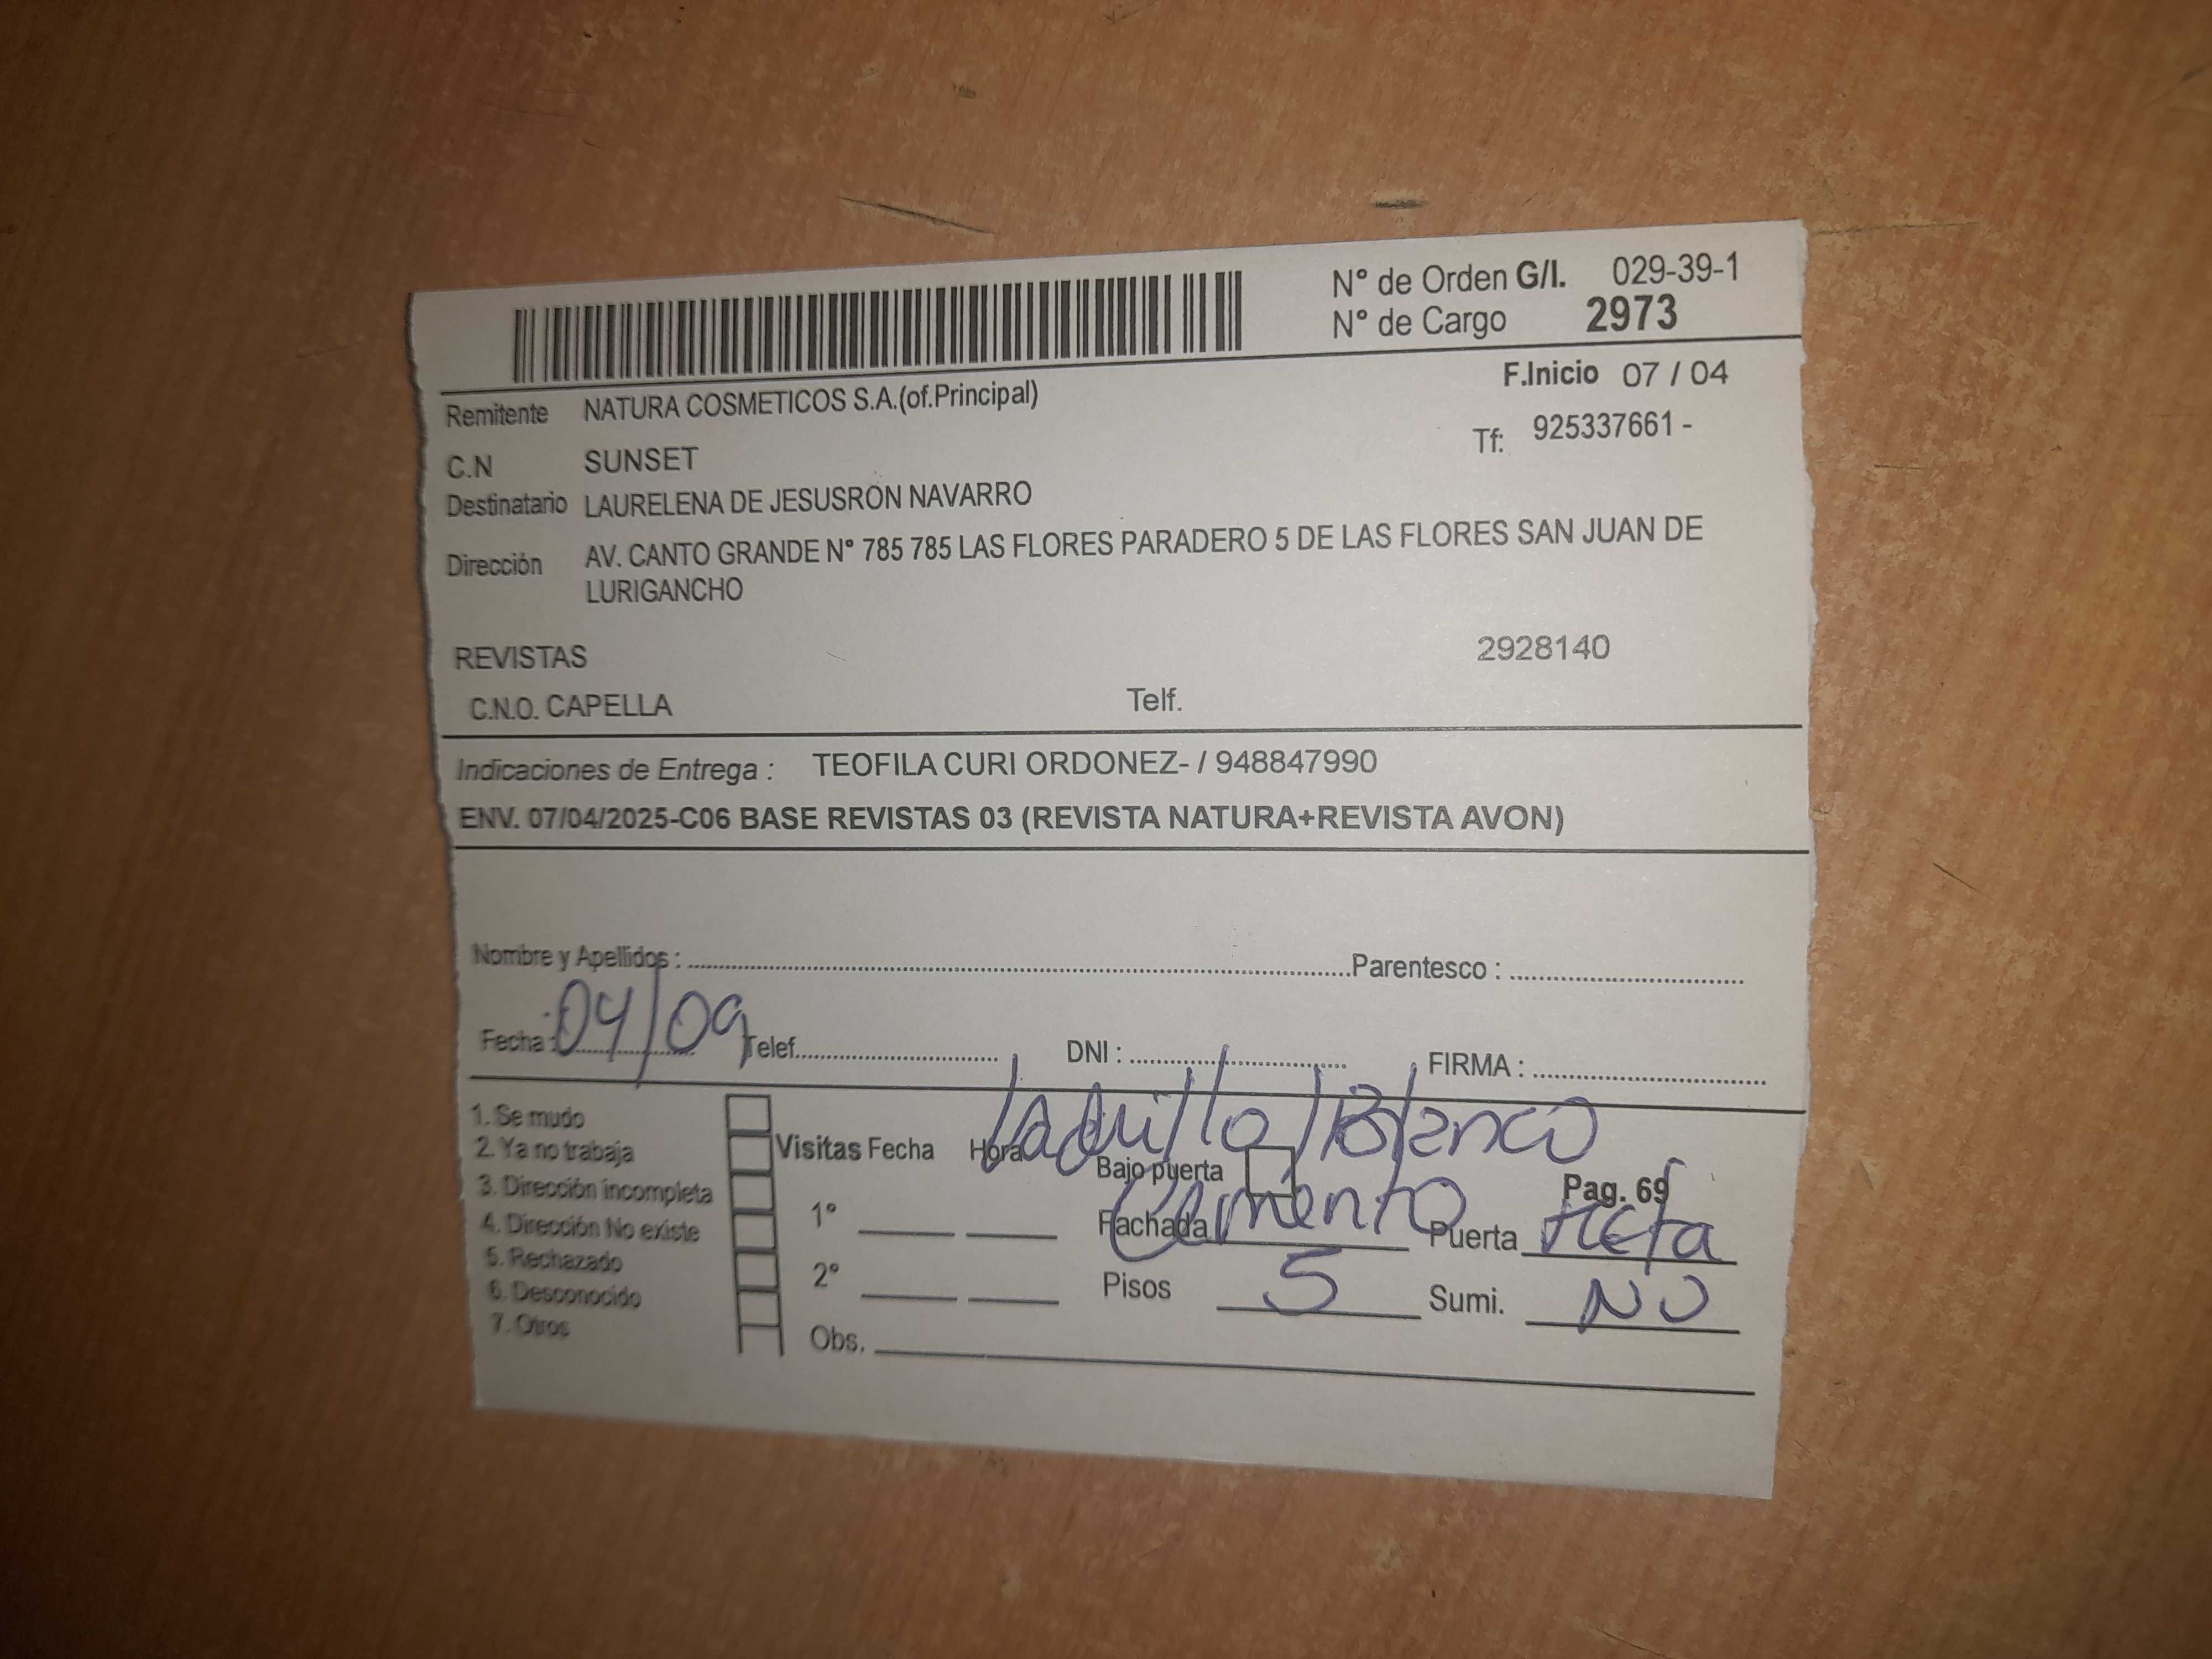 N° de Orden G/I. 029-39-1
N° de Cargo 2973
F.Inicio 07 / 04
Remitente NATURA COSMETICOS S.A.(of.Principal)
Tf: 925337661 -
C.N SUNSET
Destinatario LAURELENA DE JESUSRON NAVARRO
Dirección AV. CANTO GRANDE N° 785 785 LAS FLORES PARADERO 5 DE LAS FLORES SAN JUAN DE
LURIGANCHO
REVISTAS 2928140
C.N.O. CAPELLA Telf.
Indicaciones de Entrega : TEOFILA CURI ORDONEZ- / 948847990
ENV. 07/04/2025-C06 BASE REVISTAS 03 (REVISTA NATURA+REVISTA AVON)
Nombre y Apellidos : Parentesco :
Fecha : 04/09 Telef. DNI : FIRMA :
ladrillo/Blanco
1. Se mudo
2. Ya no trabaja
3. Dirección incompleta
4. Dirección No existe
5. Rechazado
6. Desconocido
7. Otros
Visitas Fecha Hora
1°
2°
Obs.
Bajo puerta
Pag. 69
Fachada Cemento Puerta
Pisos 5 Sumi. NO